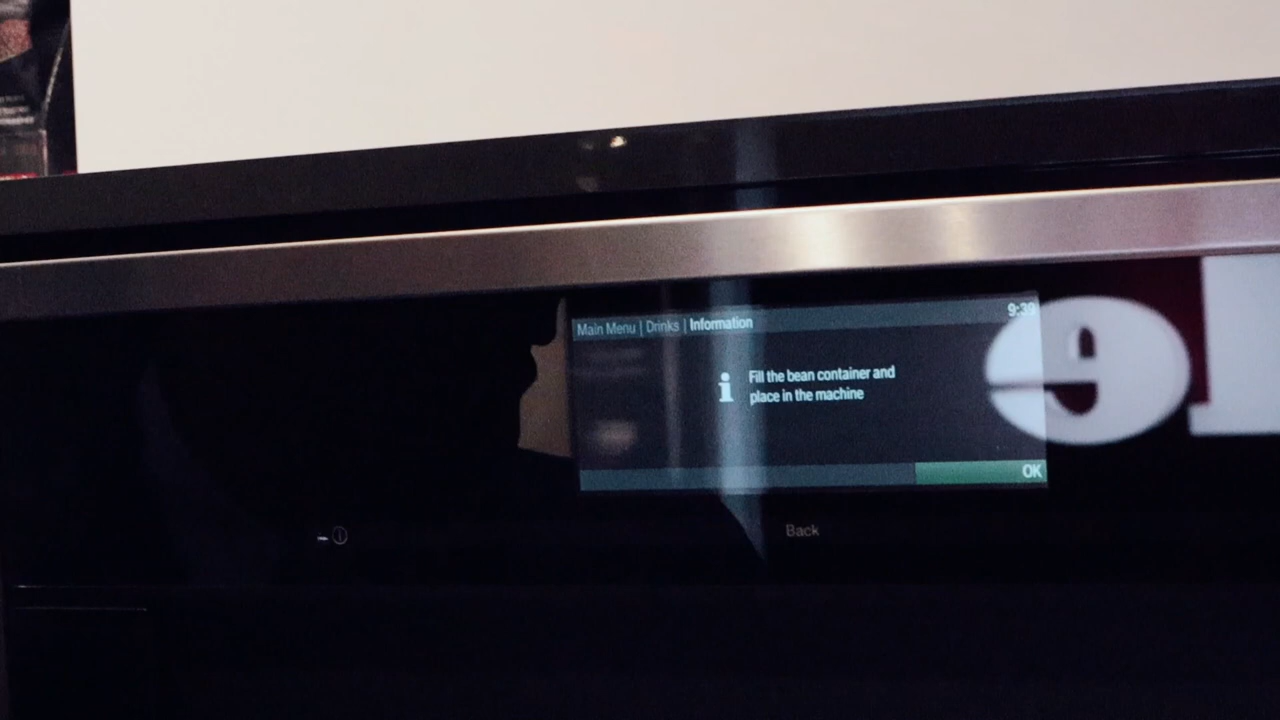 Main Menu | Drinks | Information
9:39
Fill the bean container and
place in the machine
OK
Back